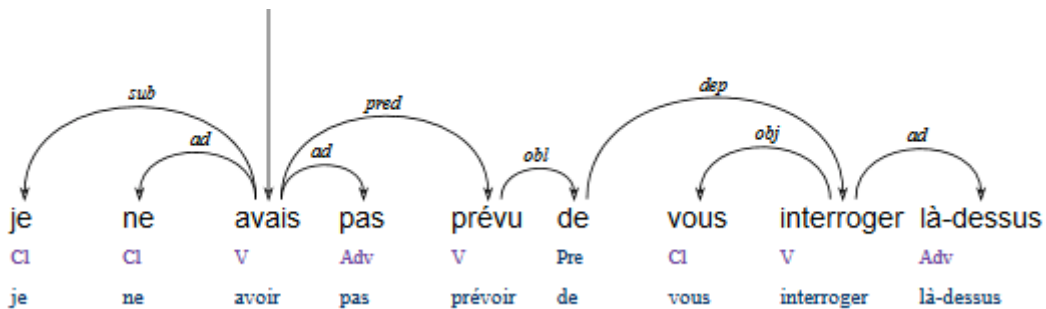 dep
sub pred
ad ad obl obj ad
je ne avais pas prévu de vous interroger là-dessus
Cl Cl V Adv V Pre Cl V Adv
je ne avoir pas prévoir de vous interroger là-dessus